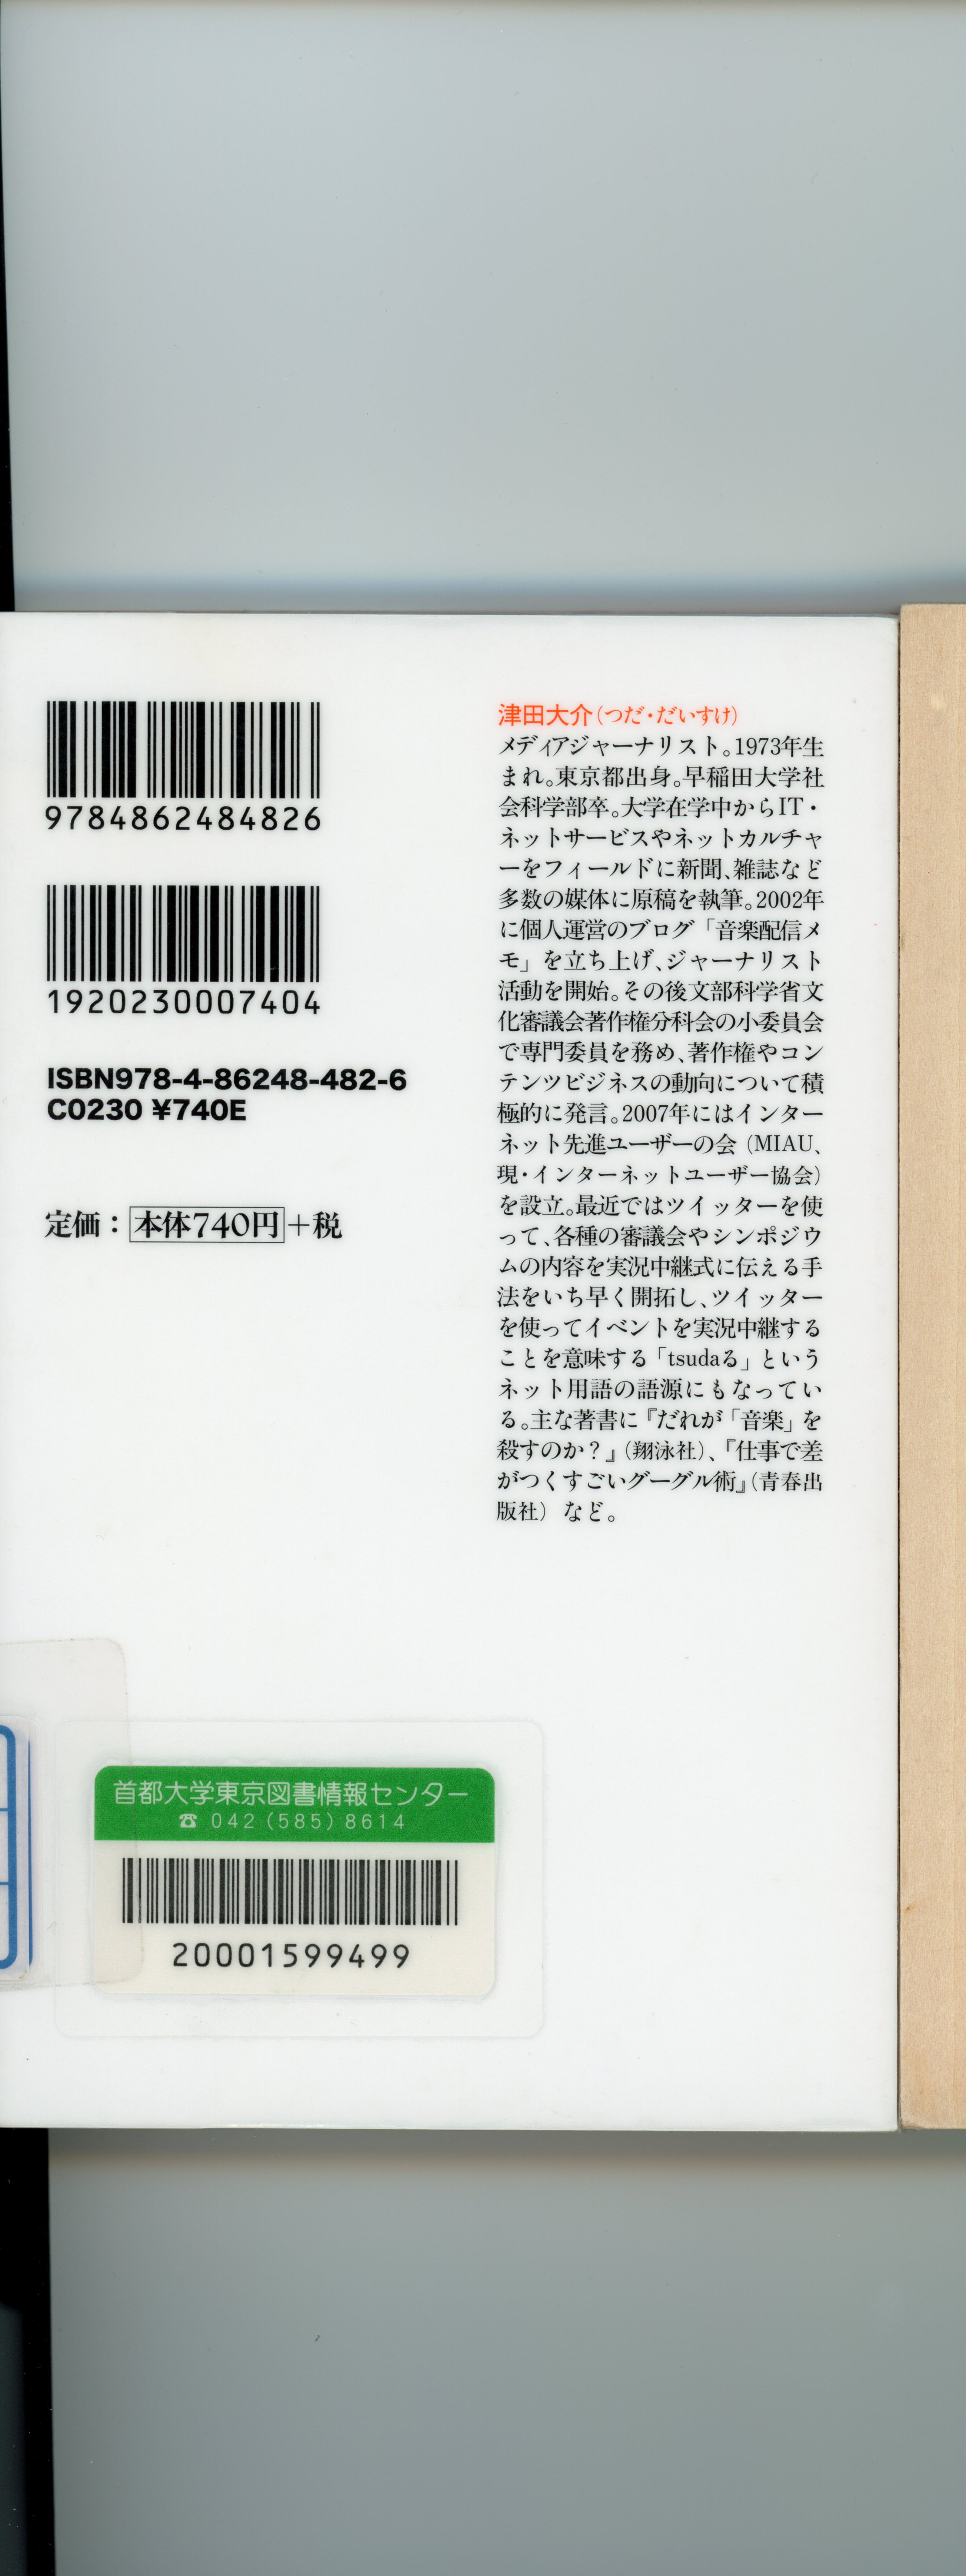 9784862484826
1920230007404
ISBN978-4-86248-482-6
C0230 ¥740E
定価：本体740円＋税
津田大介（つだ・だいすけ）
メディアジャーナリスト。1973年生
まれ。東京都出身。早稲田大学社
会科学部卒。大学在学中からIT・
ネットサービスやネットカルチャ
ーをフィールドに新聞、雑誌など
多数の媒体に原稿を執筆。2002年
に個人運営のブログ「音楽配信メ
モ」を立ち上げ、ジャーナリスト
活動を開始。その後文部科学省文
化審議会著作権分科会の小委員会
で専門委員を務め、著作権やコン
テンツビジネスの動向について積
極的に発言。2007年にはインター
ネット先進ユーザーの会（MIAU、
現・インターネットユーザー協会）
を設立。最近ではツイッターを使
って、各種の審議会やシンポジウ
ムの内容を実況中継式に伝える手
法をいち早く開拓し、ツイッター
を使ってイベントを実況中継する
ことを意味する「tsudaる」という
ネット用語の語源にもなってい
る。主な著書に『だれが「音楽」を
殺すのか？』（翔泳社）、『仕事で差
がつくすごいグーグル術』（青春出
版社）など。
首都大学東京図書情報センター
☎ 042（585）8614
20001599499